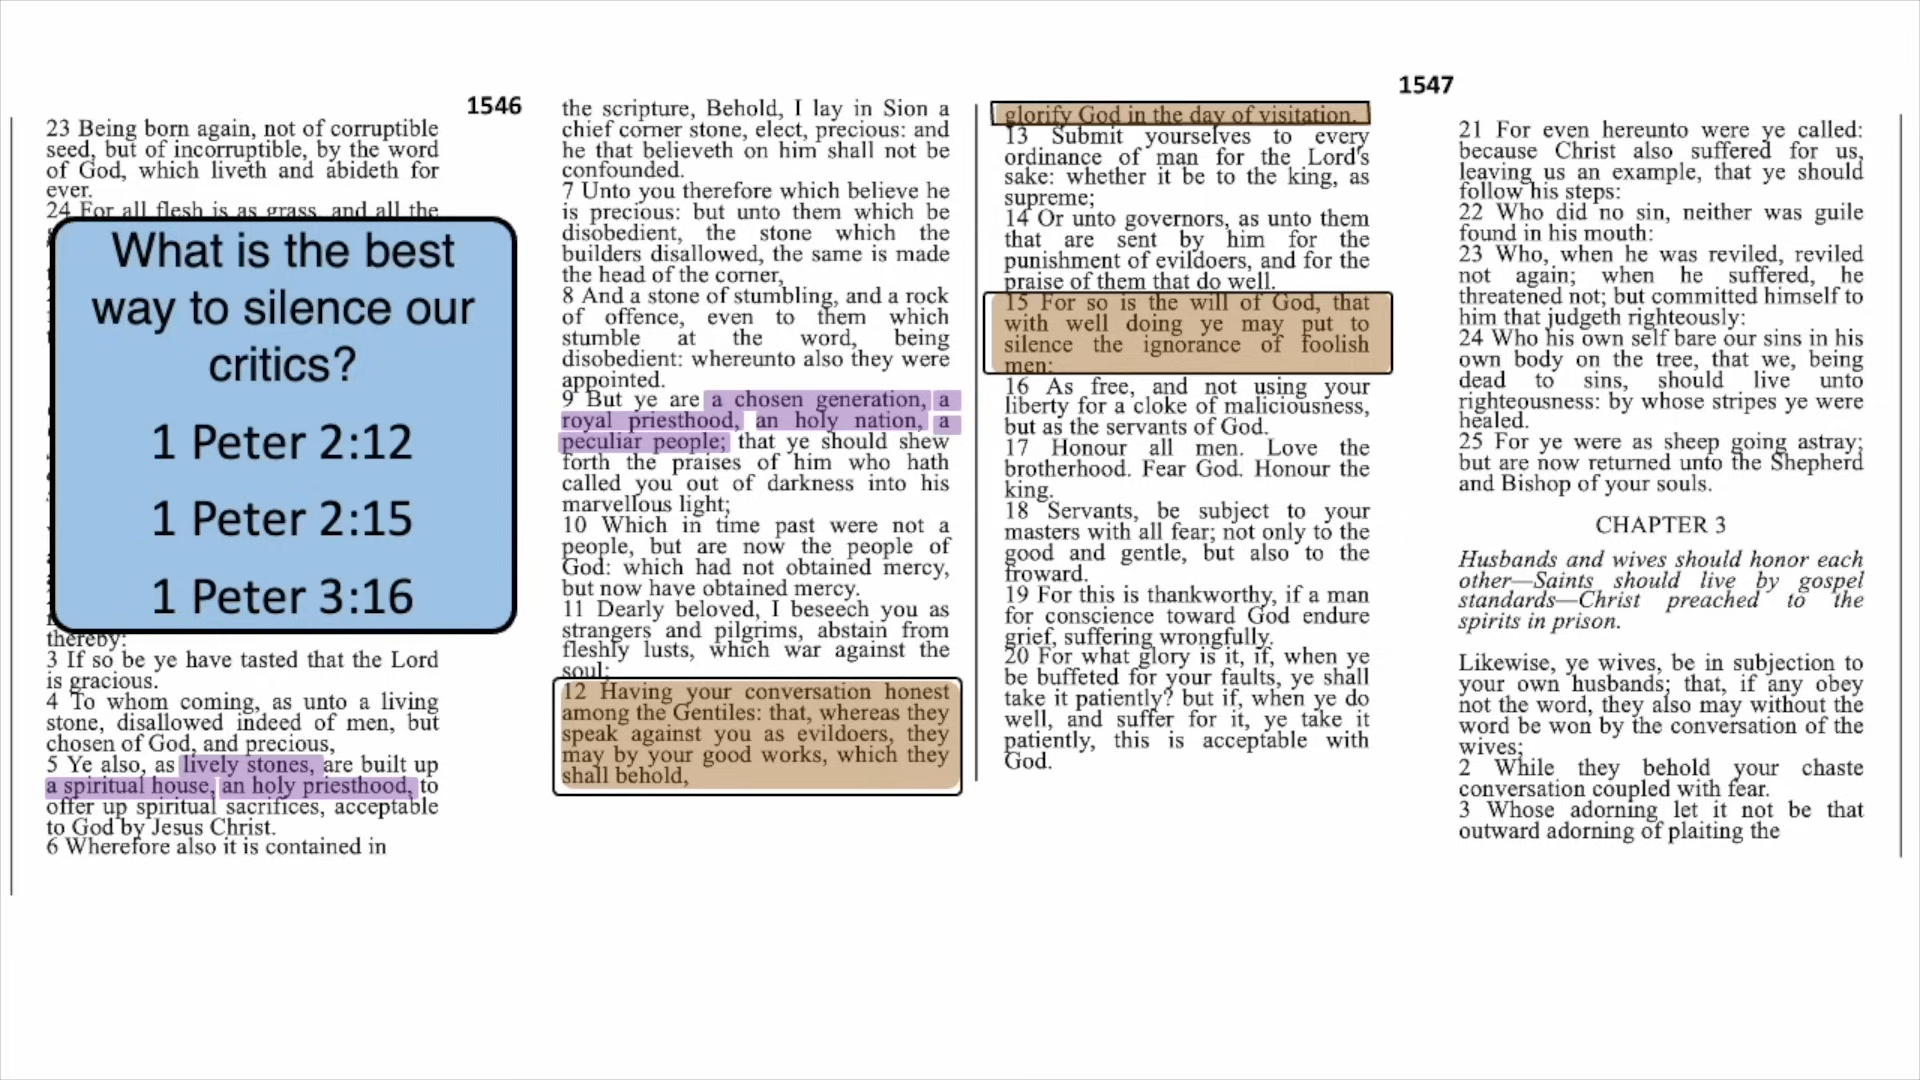 1546
1547
23 Being born again, not of corruptible
seed, but of incorruptible, by the word
of God, which liveth and abideth for
ever.
24 For all flesh is as grass, and all the
What is the best
way to silence our
critics?
1 Peter 2:12
1 Peter 2:15
1 Peter 3:16
thereby:
3 If so be ye have tasted that the Lord
is gracious.
4 To whom coming, as unto a living
stone, disallowed indeed of men, but
chosen of God, and precious,
5 Ye also, as lively stones, are built up
a spiritual house, an holy priesthood, to
offer up spiritual sacrifices, acceptable
to God by Jesus Christ.
6 Wherefore also it is contained in
the scripture, Behold, I lay in Sion a
chief corner stone, elect, precious: and
he that believeth on him shall not be
confounded.
7 Unto you therefore which believe he
is precious: but unto them which be
disobedient, the stone which the
builders disallowed, the same is made
the head of the corner,
8 And a stone of stumbling, and a rock
of offence, even to them which
stumble at the word, being
disobedient: whereunto also they were
appointed.
9 But ye are a chosen generation, a
royal priesthood, an holy nation, a
peculiar people; that ye should shew
forth the praises of him who hath
called you out of darkness into his
marvellous light;
10 Which in time past were not a
people, but are now the people of
God: which had not obtained mercy,
but now have obtained mercy.
11 Dearly beloved, I beseech you as
strangers and pilgrims, abstain from
fleshly lusts, which war against the
soul;
12 Having your conversation honest
among the Gentiles: that, whereas they
speak against you as evildoers, they
may by your good works, which they
shall behold,
glorify God in the day of visitation.
13 Submit yourselves to every
ordinance of man for the Lord's
sake: whether it be to the king, as
supreme;
14 Or unto governors, as unto them
that are sent by him for the
punishment of evildoers, and for the
praise of them that do well.
15 For so is the will of God, that
with well doing ye may put to
silence the ignorance of foolish
men:
16 As free, and not using your
liberty for a cloke of maliciousness,
but as the servants of God.
17 Honour all men. Love the
brotherhood. Fear God. Honour the
king.
18 Servants, be subject to your
masters with all fear; not only to the
good and gentle, but also to the
froward.
19 For this is thankworthy, if a man
for conscience toward God endure
grief, suffering wrongfully.
20 For what glory is it, if, when ye
be buffeted for your faults, ye shall
take it patiently? but if, when ye do
well, and suffer for it, ye take it
patiently, this is acceptable with
God.
21 For even hereunto were ye called:
because Christ also suffered for us,
leaving us an example, that ye should
follow his steps:
22 Who did no sin, neither was guile
found in his mouth:
23 Who, when he was reviled, reviled
not again; when he suffered, he
threatened not; but committed himself to
him that judgeth righteously:
24 Who his own self bare our sins in his
own body on the tree, that we, being
dead to sins, should live unto
righteousness: by whose stripes ye were
healed.
25 For ye were as sheep going astray;
but are now returned unto the Shepherd
and Bishop of your souls.
CHAPTER 3
Husbands and wives should honor each
other—Saints should live by gospel
standards—Christ preached to the
spirits in prison.
Likewise, ye wives, be in subjection to
your own husbands; that, if any obey
not the word, they also may without the
word be won by the conversation of the
wives;
2 While they behold your chaste
conversation coupled with fear.
3 Whose adorning let it not be that
outward adorning of plaiting the